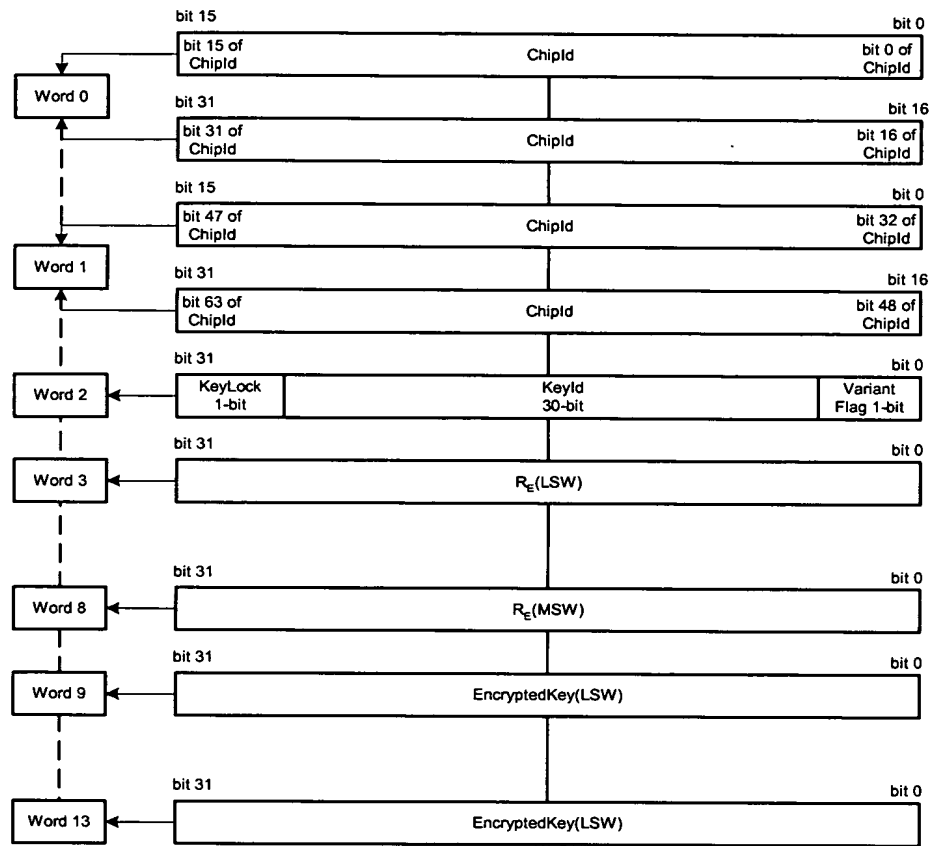 bit 15
bit 0
bit 15 of
ChipId
ChipId
bit 0 of
ChipId
Word 0
bit 31
bit 16
bit 31 of
ChipId
ChipId
bit 16 of
ChipId
bit 15
bit 0
bit 47 of
ChipId
ChipId
bit 32 of
ChipId
Word 1
bit 31
bit 16
bit 63 of
ChipId
ChipId
bit 48 of
ChipId
bit 31
bit 0
Word 2
KeyLock
1-bit
KeyId
30-bit
Variant
Flag 1-bit
bit 31
bit 0
Word 3
RE(LSW)
bit 31
bit 0
Word 8
RE(MSW)
bit 31
bit 0
Word 9
EncryptedKey(LSW)
bit 31
bit 0
Word 13
EncryptedKey(LSW)